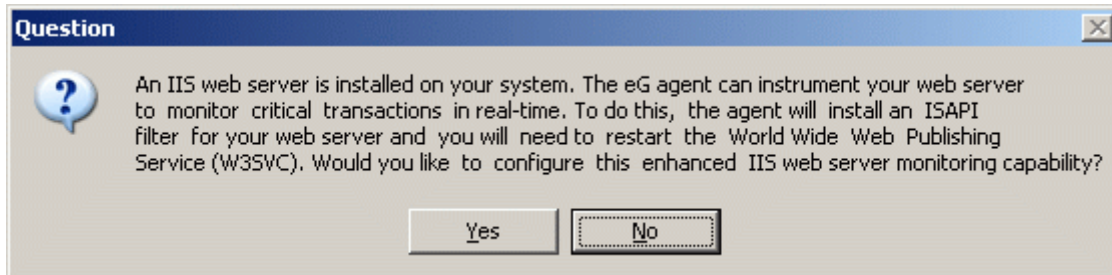 Question
An IIS web server is installed on your system. The eG agent can instrument your web server
to monitor critical transactions in real-time. To do this, the agent will install an ISAPI
filter for your web server and you will need to restart the World Wide Web Publishing
Service (W3SVC). Would you like to configure this enhanced IIS web server monitoring capability?
Yes
No